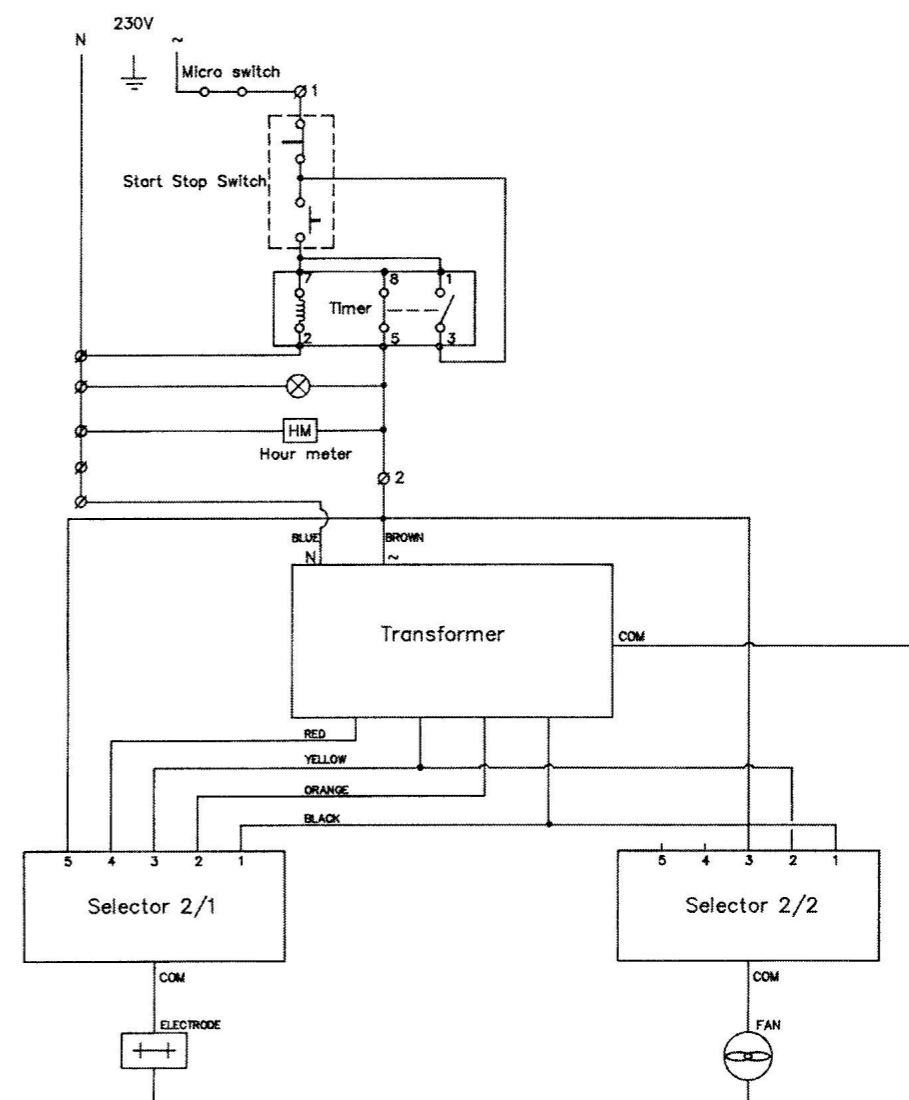 230V
N ~
Micro switch
1
Start Stop Switch
7 8 1
Timer
2 5 3
HM
Hour meter
2
BLUE BROWN
N ~
Transformer
COM
RED
YELLOW
ORANGE
BLACK
5 4 3 2 1
5 4 3 2 1
Selector 2/1
Selector 2/2
COM
COM
ELECTRODE
FAN